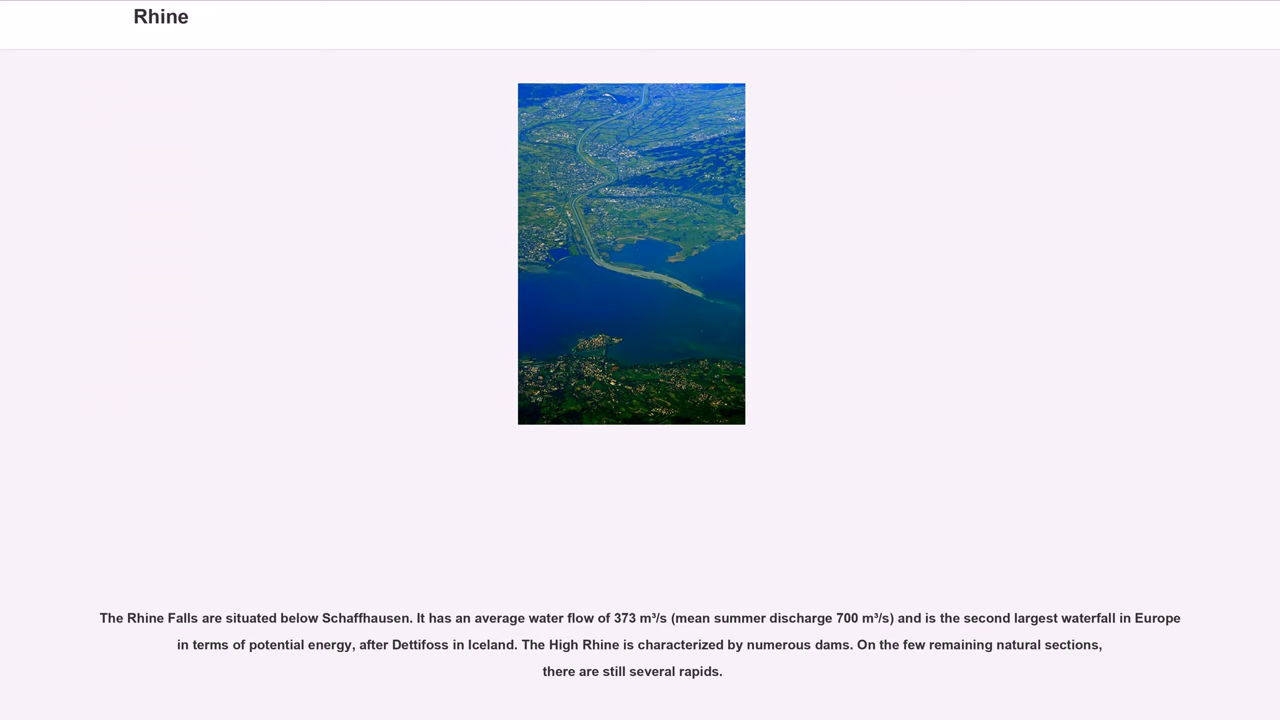 Rhine
The Rhine Falls are situated below Schaffhausen. It has an average water flow of 373 m³/s (mean summer discharge 700 m³/s) and is the second largest waterfall in Europe
in terms of potential energy, after Dettifoss in Iceland. The High Rhine is characterized by numerous dams. On the few remaining natural sections,
there are still several rapids.